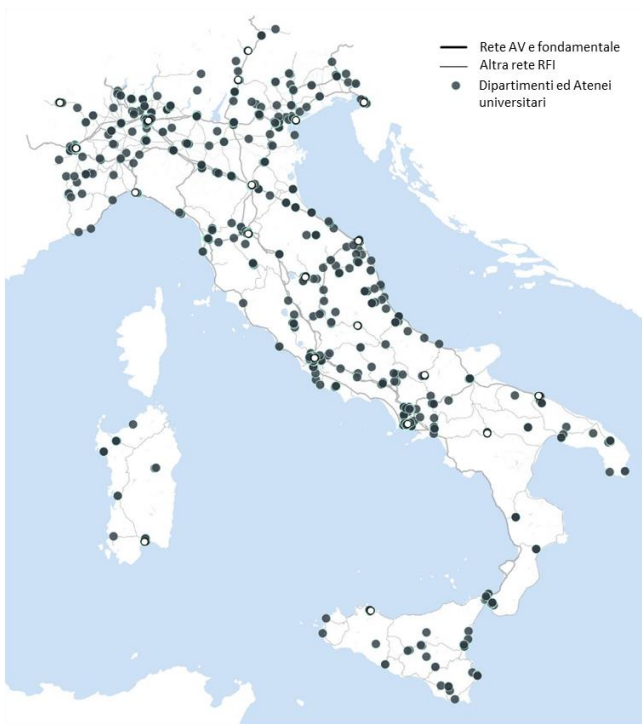 Rete AV e fondamentale
Altra rete RFI
Dipartimenti ed Atenei
universitari